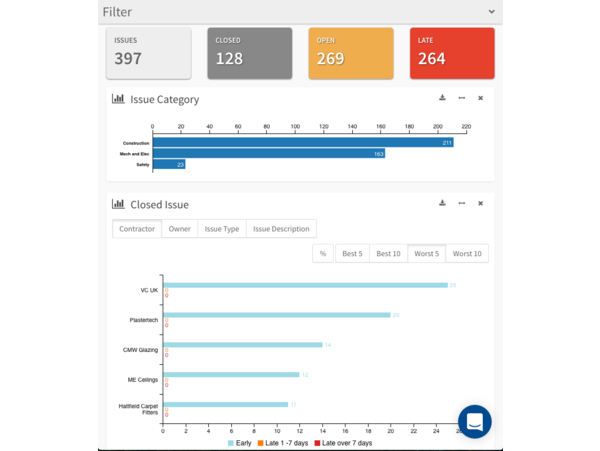 Filter
ISSUES
397
CLOSED
128
OPEN
269
LATE
264
Issue Category
0 20 40 60 80 100 120 140 160 180 200 220
Construction 211
Mech and Elec 163
Safety 23
Closed Issue
Contractor Owner Issue Type Issue Description
% Best 5 Best 10 Worst 5 Worst 10
VC UK 25
0
0
Plastertech 20
0
0
CMW Glazing 14
0
0
ME Ceilings 12
0
0
Hatfield Carpet
Fitters 11
0
0
0 2 4 6 8 10 12 14 16 18 20 22 24
Early Late 1 -7 days Late over 7 days